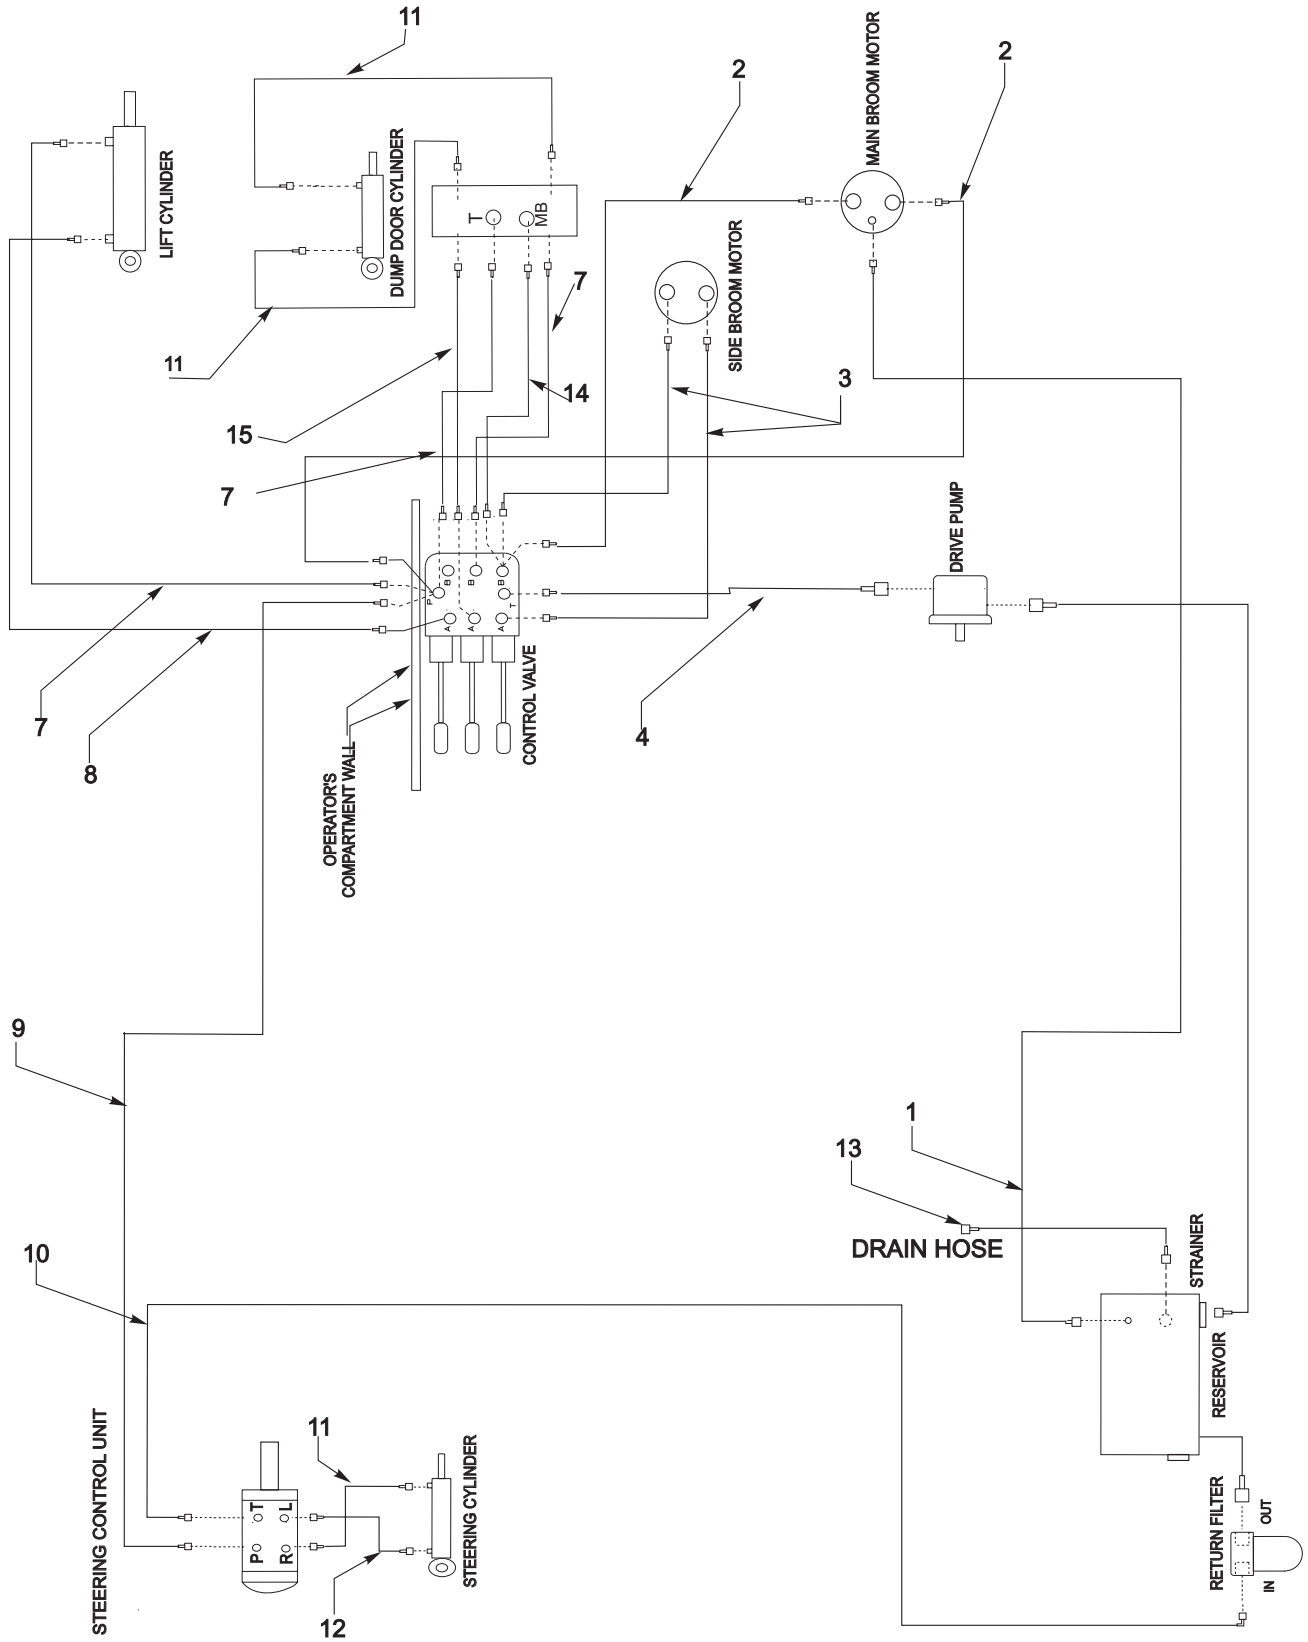 11
2
2
MAIN BROOM MOTOR
LIFT CYLINDER
DUMP DOOR CYLINDER
T
MB
7
SIDE BROOM MOTOR
11
3
14
15
7
DRIVE PUMP
B
B
B
P
T
A
A
A
CONTROL VALVE
7
8
4
OPERATOR'S
COMPARTMENT WALL
9
1
13
DRAIN HOSE
STRAINER
10
RESERVOIR
STEERING CONTROL UNIT
11
T
L
P
R
STEERING CYLINDER
RETURN FILTER
OUT
IN
12